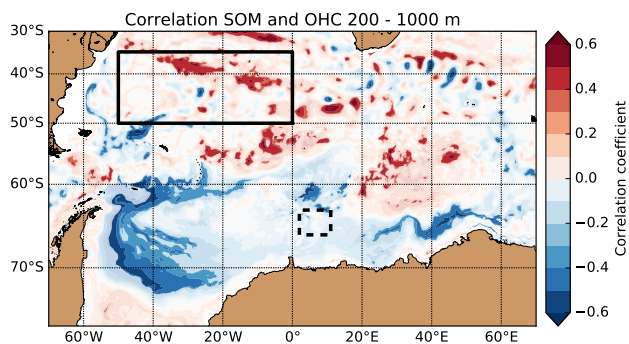 Correlation SOM and OHC 200 - 1000 m
30°S
40°S
50°S
60°S
70°S
60°W
40°W
20°W
0°
20°E
40°E
60°E
0.6
0.4
0.2
0.0
−0.2
−0.4
−0.6
Correlation coefficient